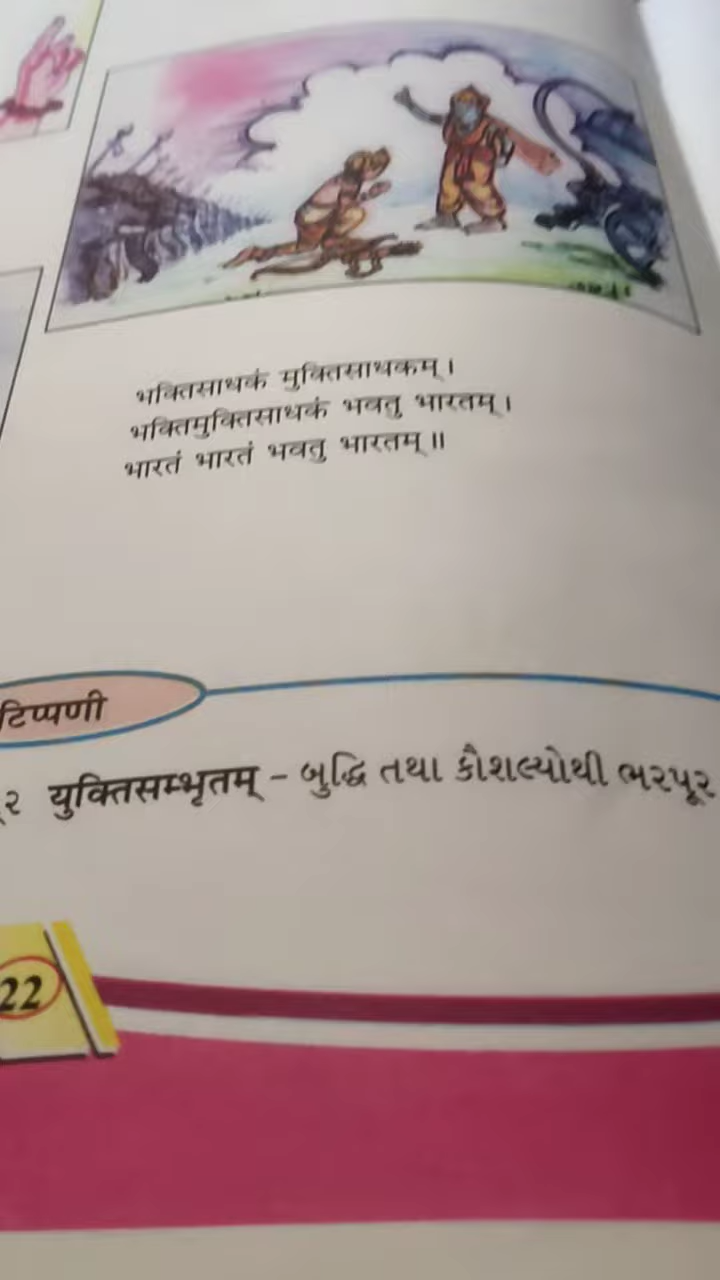 भक्तिसाधकं मुक्तिसाधकम् ।
भक्तिमुक्तिसाधकं भवतु भारतम् ।
भारतं भारतं भवतु भारतम् ॥
टिप्पणी
२ युक्तिसम्भृतम् – બુદ્ધિ તથા કૌશલ્યોથી ભરપૂર
22